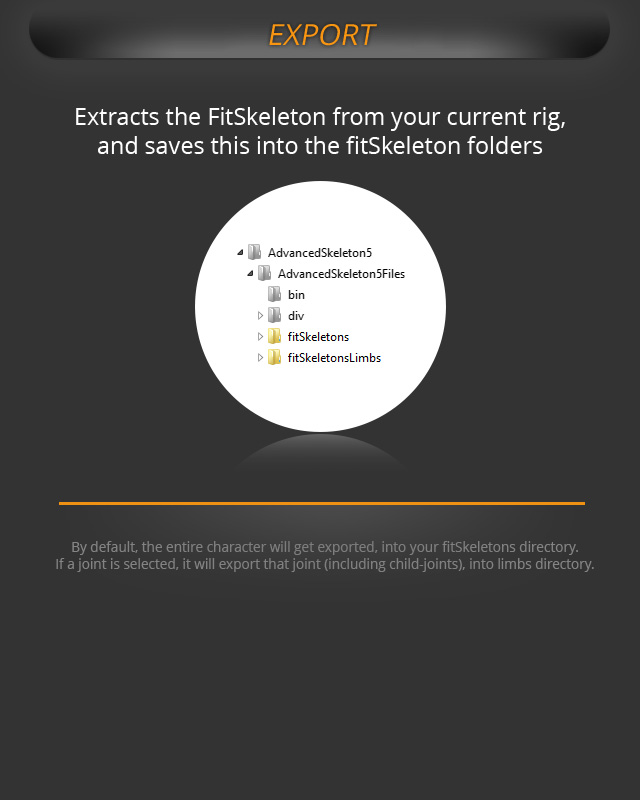 EXPORT
Extracts the FitSkeleton from your current rig,
and saves this into the fitSkeleton folders
AdvancedSkeleton5
AdvancedSkeleton5Files
bin
div
fitSkeletons
fitSkeletonsLimbs
By default, the entire character will get exported, into your fitSkeletons directory.
If a joint is selected, it will export that joint (including child-joints), into limbs directory.